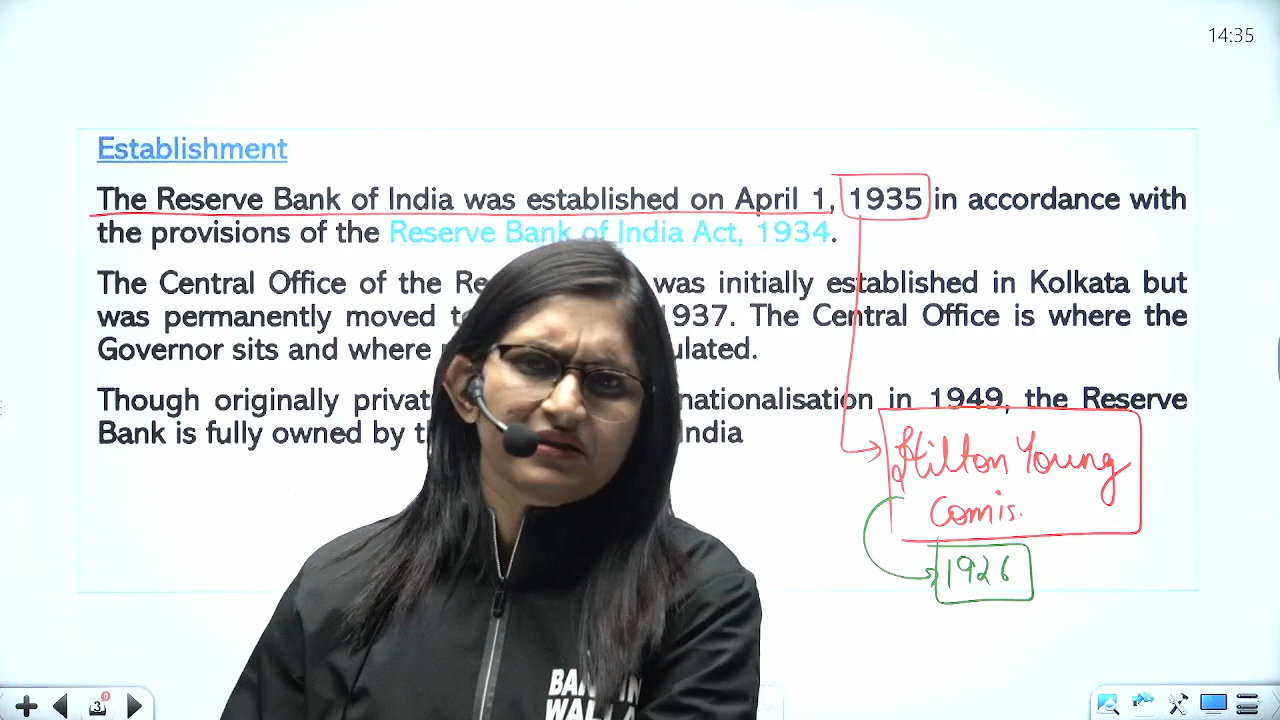 14:35
Establishment
The Reserve Bank of India was established on April 1, 1935 in accordance with
the provisions of the Reserve Bank of India Act, 1934.
The Central Office of the Re was initially established in Kolkata but
was permanently moved 1937. The Central Office is where the
Governor sits and where ulated.
Though originally privat nationalisation in 1949, the Reserve
Bank is fully owned by India
Hilton Young
Comis.
1926
WALLA
3